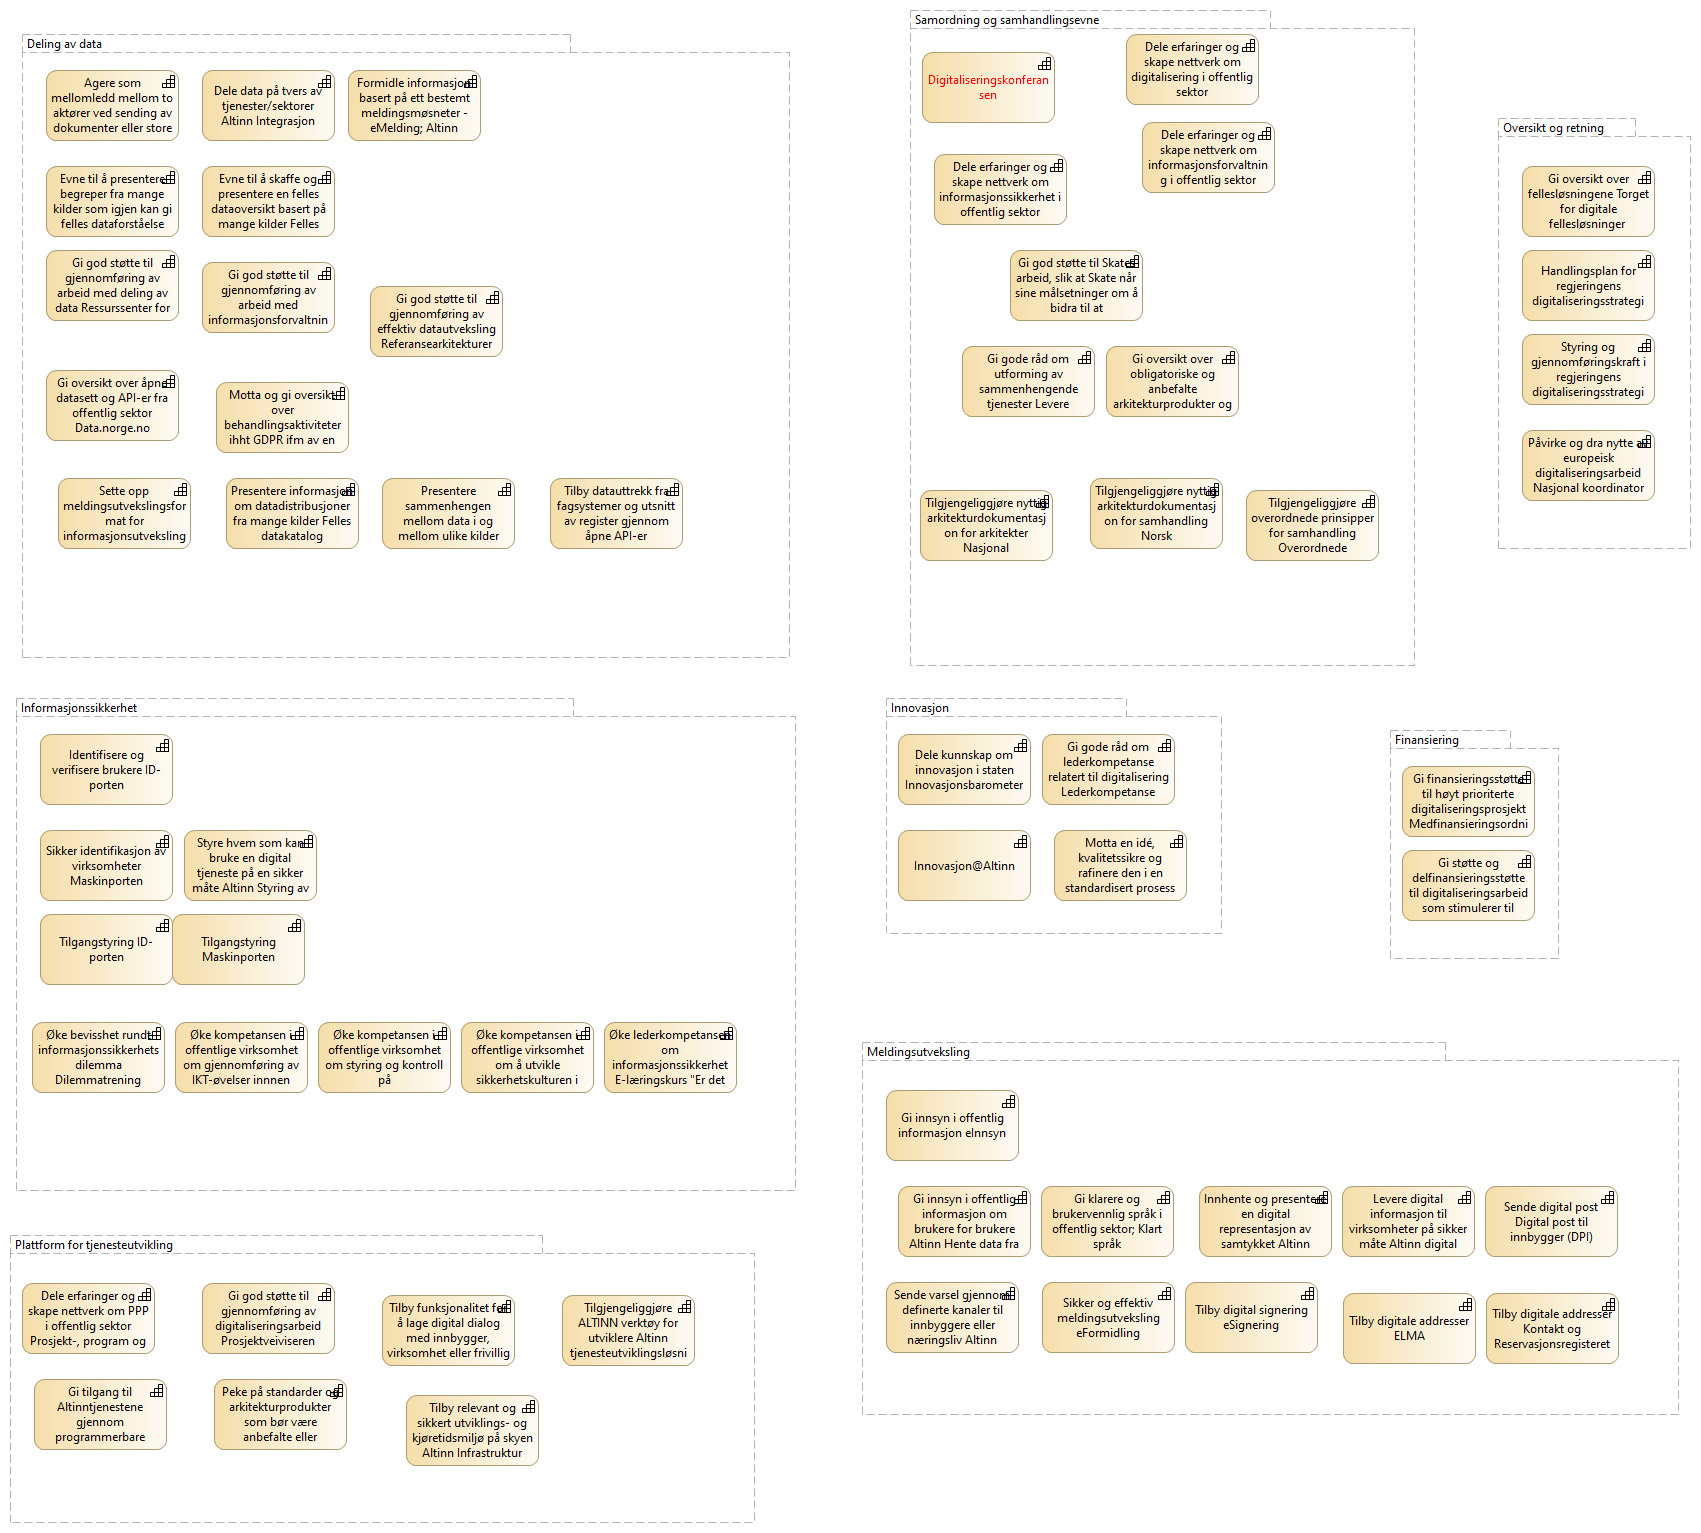 Deling av data
Agere som
mellomledd mellom to
aktører ved sending av
dokumenter eller store
Dele data på tvers av
tjenester/sektorer
Altinn Integrasjon
Formidle informasjon
basert på ett bestemt
meldingsmøsneter -
eMelding; Altinn
Evne til å presentere
begreper fra mange
kilder som igjen kan gi
felles dataforståelse
Evne til å skaffe og
presentere en felles
dataoversikt basert på
mange kilder Felles
Gi god støtte til
gjennomføring av
arbeid med deling av
data Ressurssenter for
Gi god støtte til
gjennomføring av
arbeid med
informasjonsforvaltnin
Gi god støtte til
gjennomføring av
effektiv datautveksling
Referansearkitekturer
Gi oversikt over åpne
datasett og API-er fra
offentlig sektor
Data.norge.no
Motta og gi oversikt
over
behandlingsaktiviteter
ihht GDPR ifm av en
Sette opp
meldingsutvekslingsfor
mat for
informasjonsutveksling
Presentere informasjon
om datadistribusjoner
fra mange kilder Felles
datakatalog
Presentere
sammenhengen
mellom data i og
mellom ulike kilder
Tilby datauttrekk fra
fagsystemer og utsnitt
av register gjennom
åpne API-er
Samordning og samhandlingsevne
Digitaliseringskonferan
sen
Dele erfaringer og
skape nettverk om
digitalisering i offentlig
sektor
Dele erfaringer og
skape nettverk om
informasjonssikkerhet i
offentlig sektor
Dele erfaringer og
skape nettverk om
informasjonsforvaltnin
g i offentlig sektor
Gi god støtte til Skates
arbeid, slik at Skate når
sine målsetninger om å
bidra til at
Gi gode råd om
utforming av
sammenhengende
tjenester Levere
Gi oversikt over
obligatoriske og
anbefalte
arkitekturprodukter og
Tilgjengeliggjøre nyttig
arkitekturdokumentasj
on for arkitekter
Nasjonal
Tilgjengeliggjøre nyttig
arkitekturdokumentasj
on for samhandling
Norsk
Tilgjengeliggjøre
overordnede prinsipper
for samhandling
Overordnede
Oversikt og retning
Gi oversikt over
fellesløsningene Torget
for digitale
fellesløsninger
Handlingsplan for
regjeringens
digitaliseringsstrategi
Styring og
gjennomføringskraft i
regjeringens
digitaliseringsstrategi
Påvirke og dra nytte av
europeisk
digitaliseringsarbeid
Nasjonal koordinator
Informasjonssikkerhet
Identifisere og
verifisere brukere ID-
porten
Sikker identifikasjon av
virksomheter
Maskinporten
Styre hvem som kan
bruke en digital
tjeneste på en sikker
måte Altinn Styring av
Tilgangstyring ID-
porten
Tilgangstyring
Maskinporten
Øke bevisshet rundt
informasjonssikkerhets
dilemma
Dilemmatrening
Øke kompetansen i
offentlige virksomhet
om gjennomføring av
IKT-øvelser innnen
Øke kompetansen i
offentlige virksomhet
om styring og kontroll
på
Øke kompetansen i
offentlige virksomhet
om å utvikle
sikkerhetskulturen i
Øke lederkompetansen
om
informasjonssikkerhet
E-læringskurs "Er det
Innovasjon
Dele kunnskap om
innovasjon i staten
Innovasjonsbarometer
Gi gode råd om
lederkompetanse
relatert til digitalisering
Lederkompetanse
Innovasjon@Altinn
Motta en idé,
kvalitetssikre og
rafinere den i en
standardisert prosess
Finansiering
Gi finansieringsstøtte
til høyt prioriterte
digitaliseringsprosjekt
Medfinansieringsordni
Gi støtte og
delfinansieringsstøtte
til digitaliseringsarbeid
som stimulerer til
Meldingsutveksling
Gi innsyn i offentlig
informasjon eInnsyn
Gi innsyn i offentlig
informasjon om
brukere for brukere
Altinn Hente data fra
Gi klarere og
brukervennlig språk i
offentlig sektor; Klart
språk
Innhente og presentere
en digital
representasjon av
samtykket Altinn
Levere digital
informasjon til
virksomheter på sikker
måte Altinn digital
Sende digital post
Digital post til
innbygger (DPI)
Sende varsel gjennom
definerte kanaler til
innbyggere eller
næringsliv Altinn
Sikker og effektiv
meldingsutveksling
eFormidling
Tilby digital signering
eSignering
Tilby digitale addresser
ELMA
Tilby digitale addresser
Kontakt og
Reservasjonsregisteret
Plattform for tjenesteutvikling
Dele erfaringer og
skape nettverk om PPP
i offentlig sektor
Prosjekt-, program og
Gi god støtte til
gjennomføring av
digitaliseringsarbeid
Prosjektveiviseren
Tilby funksjonalitet for
å lage digital dialog
med innbygger,
virksomhet eller frivillig
Tilgjengeliggjøre
ALTINN verktøy for
utviklere Altinn
tjenesteutviklingsløsni
Gi tilgang til
Altinntjenestene
gjennom
programmerbare
Peke på standarder og
arkitekturprodukter
som bør være
anbefalte eller
Tilby relevant og
sikkert utviklings- og
kjøretidsmiljø på skyen
Altinn Infrastruktur